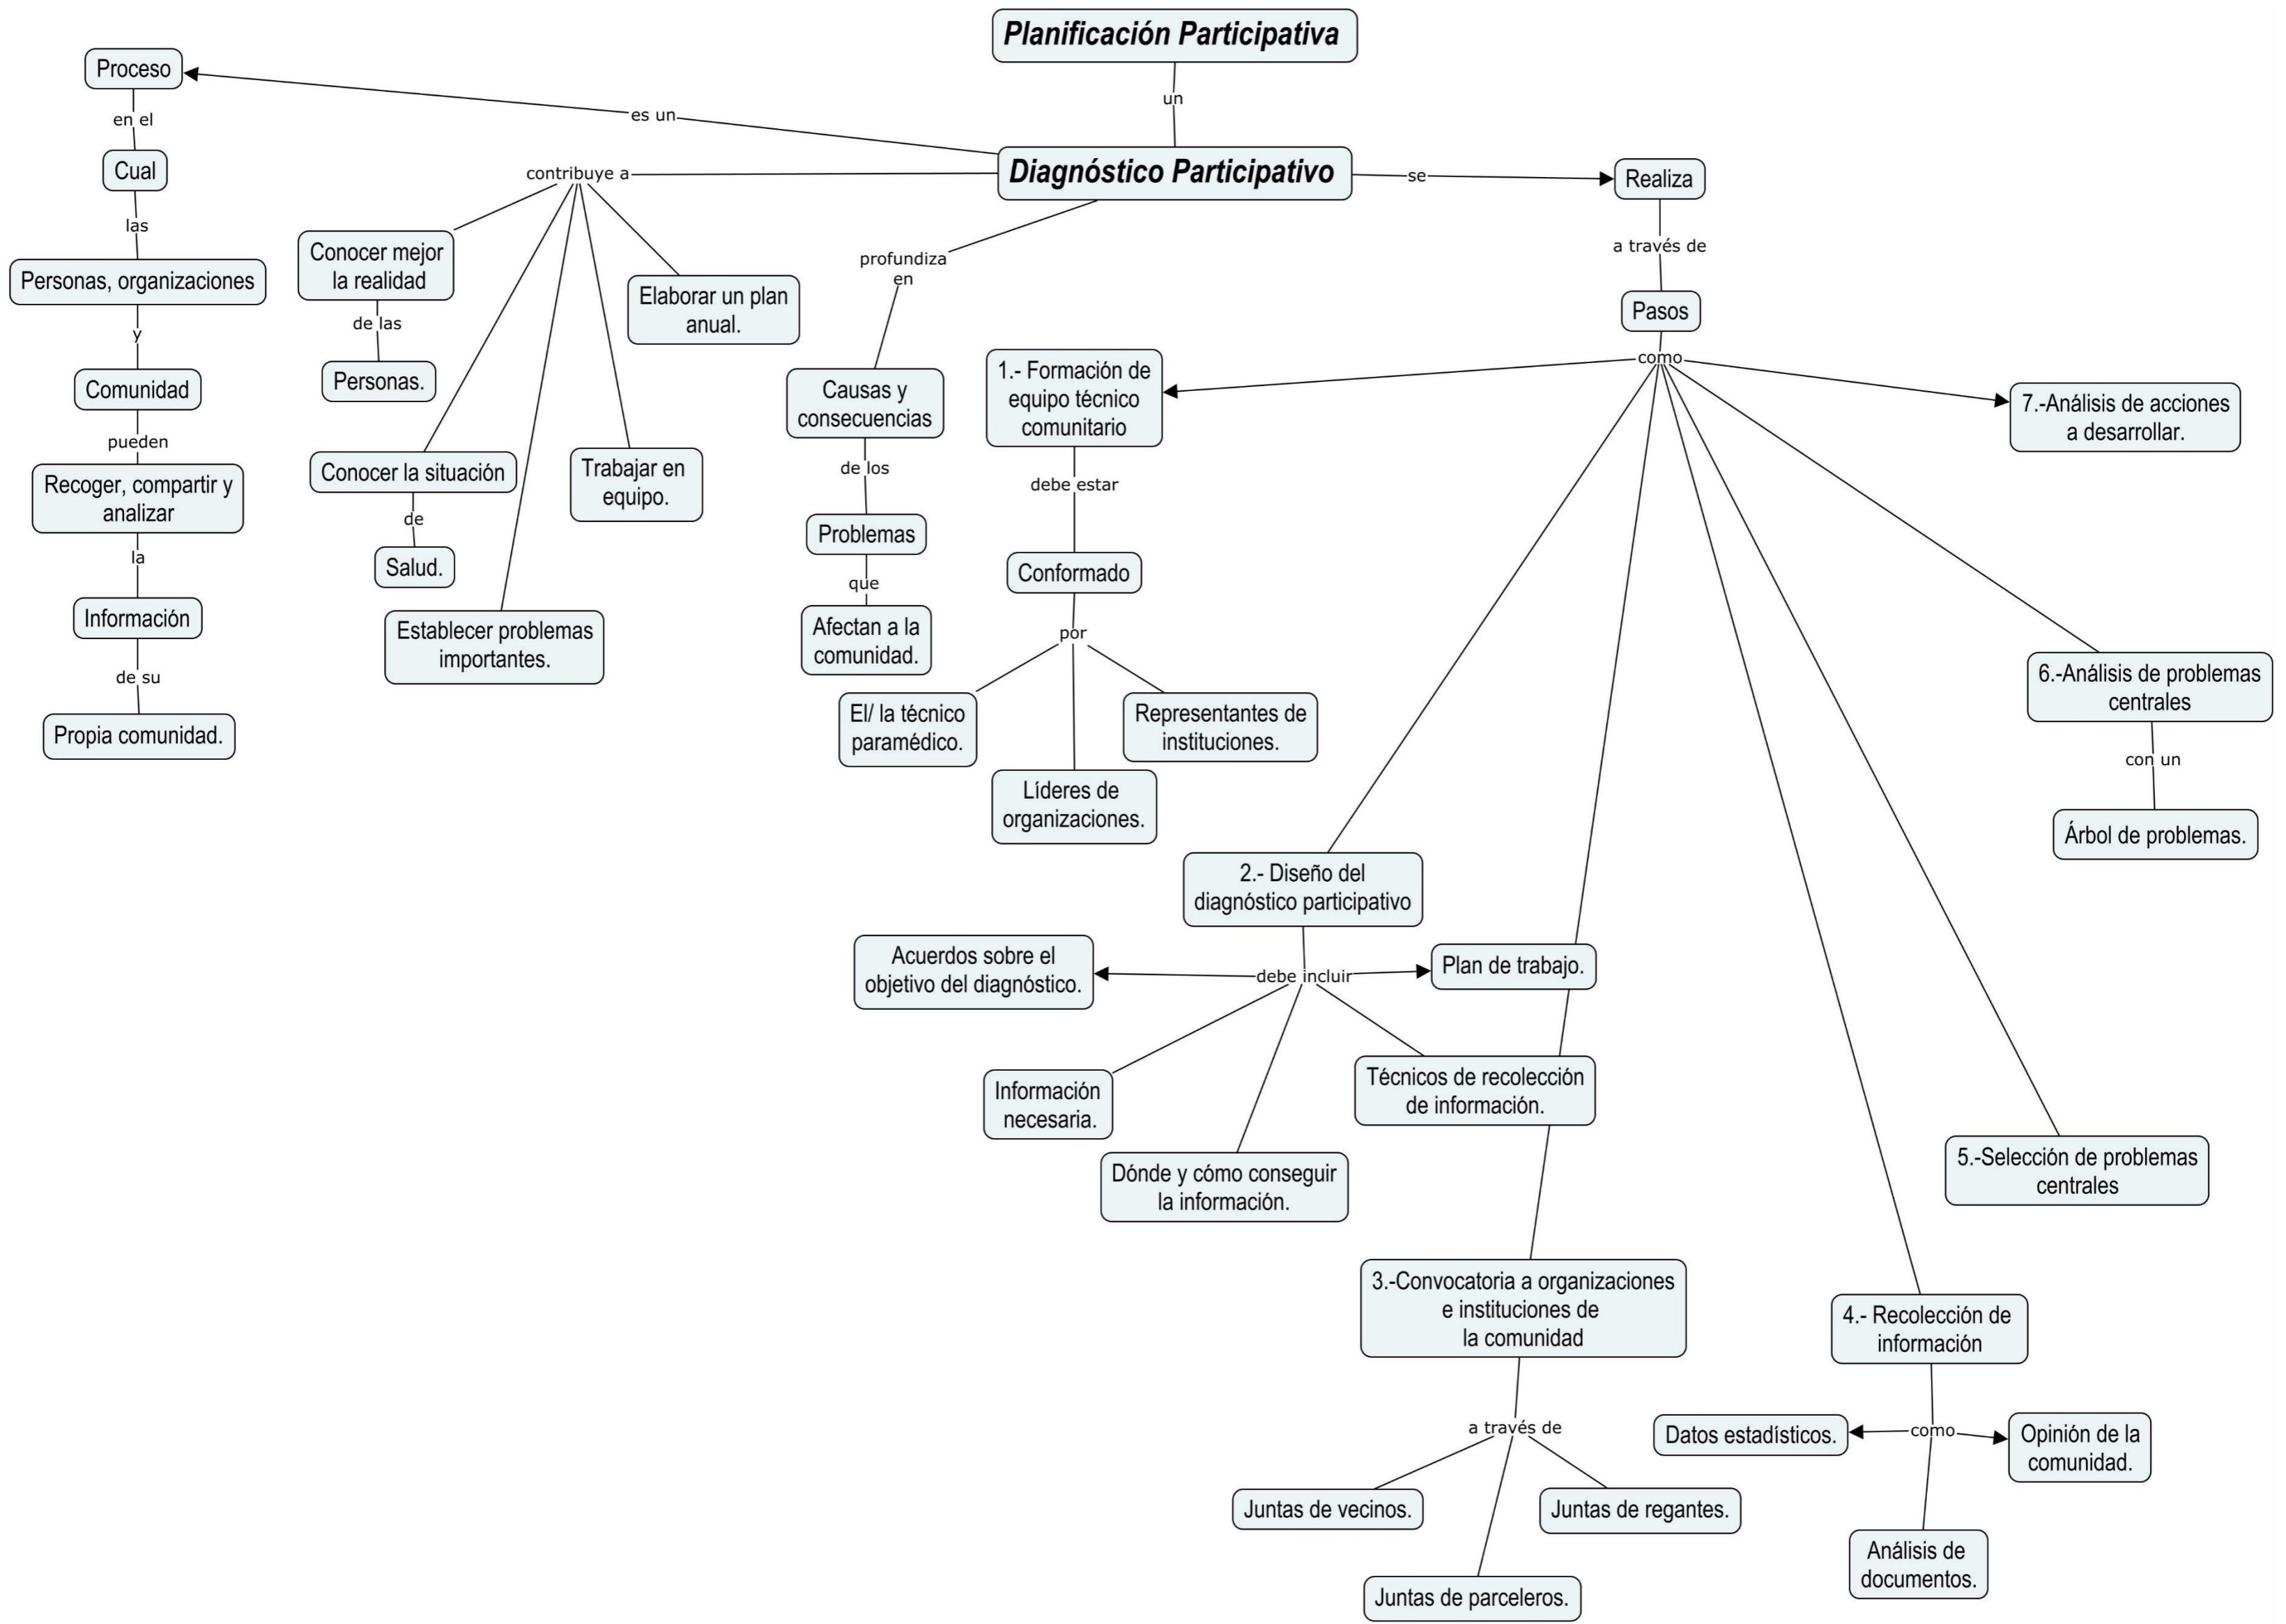 Planificación Participativa
un
Diagnóstico Participativo
es un
Proceso
en el
Cual
las
Personas, organizaciones
y
Comunidad
pueden
Recoger, compartir y
analizar
la
Información
de su
Propia comunidad.
contribuye a
Conocer mejor
la realidad
de las
Personas.
Conocer la situación
de
Salud.
Establecer problemas
importantes.
Trabajar en
equipo.
Elaborar un plan
anual.
profundiza
en
Causas y
consecuencias
de los
Problemas
que
Afectan a la
comunidad.
se
Realiza
a través de
Pasos
como
1.- Formación de
equipo técnico
comunitario
debe estar
Conformado
por
El/ la técnico
paramédico.
Líderes de
organizaciones.
Representantes de
instituciones.
2.- Diseño del
diagnóstico participativo
debe incluir
Acuerdos sobre el
objetivo del diagnóstico.
Información
necesaria.
Dónde y cómo conseguir
la información.
Técnicos de recolección
de información.
Plan de trabajo.
3.-Convocatoria a organizaciones
e instituciones de
la comunidad
a través de
Juntas de vecinos.
Juntas de parceleros.
Juntas de regantes.
4.- Recolección de
información
como
Datos estadísticos.
Análisis de
documentos.
Opinión de la
comunidad.
5.-Selección de problemas
centrales
6.-Análisis de problemas
centrales
con un
Árbol de problemas.
7.-Análisis de acciones
a desarrollar.